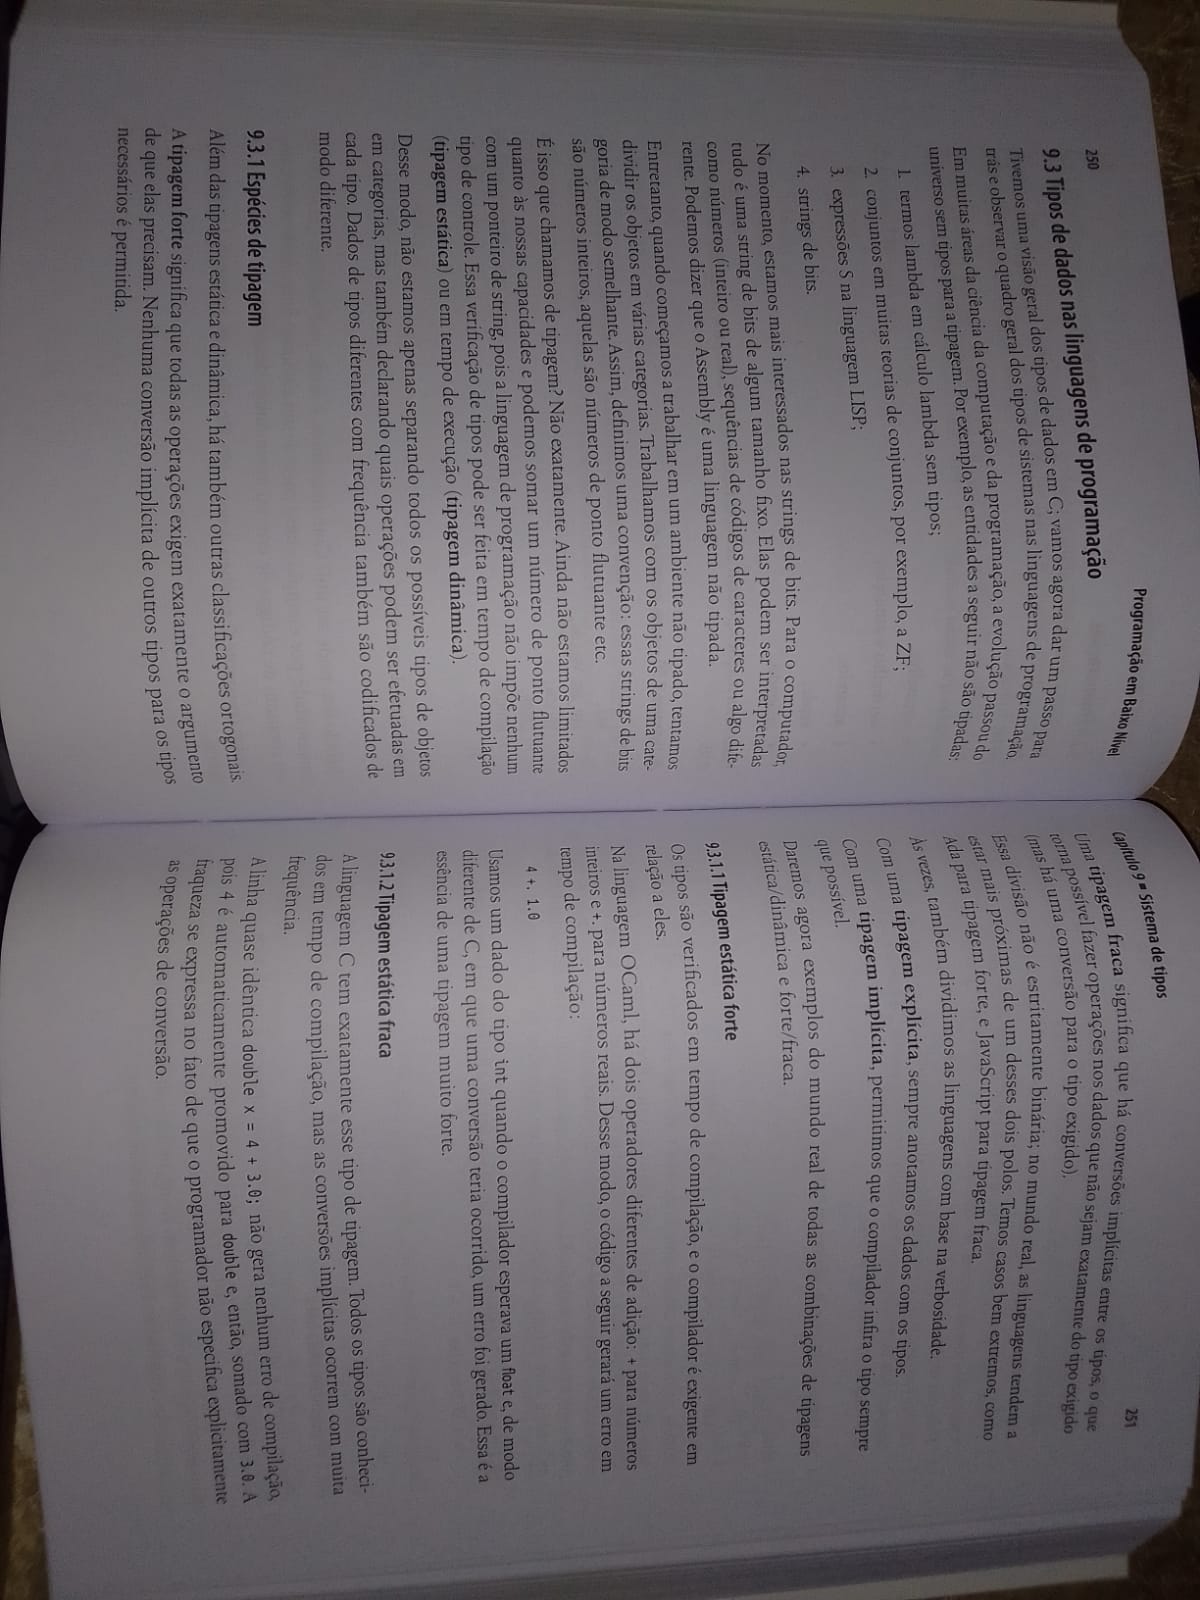 250
Programação em Baixo Nível
9.3 Tipos de dados nas linguagens de programação
Tivemos uma visão geral dos tipos de dados em C; vamos agora dar um passo para
trás e observar o quadro geral dos tipos de sistemas nas linguagens de programação.
Em muitas áreas da ciência da computação e da programação, a evolução passou do
universo sem tipos para a tipagem. Por exemplo, as entidades a seguir não são tipadas:
1. termos lambda em cálculo lambda sem tipos;
2. conjuntos em muitas teorias de conjuntos, por exemplo, a ZF;
3. expressões S na linguagem LISP;
4. strings de bits.
No momento, estamos mais interessados nas strings de bits. Para o computador,
tudo é uma string de bits de algum tamanho fixo. Elas podem ser interpretadas
como números (inteiro ou real), sequências de códigos de caracteres ou algo dife-
rente. Podemos dizer que o Assembly é uma linguagem não tipada.
Entretanto, quando começamos a trabalhar em um ambiente não tipado, tentamos
dividir os objetos em várias categorias. Trabalhamos com os objetos de uma cate-
goria de modo semelhante. Assim, definimos uma convenção: essas strings de bits
são números inteiros, aquelas são números de ponto flutuante etc.
É isso que chamamos de tipagem? Não exatamente. Ainda não estamos limitados
quanto às nossas capacidades e podemos somar um número de ponto flutuante
com um ponteiro de string, pois a linguagem de programação não impõe nenhum
tipo de controle. Essa verificação de tipos pode ser feita em tempo de compilação
(tipagem estática) ou em tempo de execução (tipagem dinâmica).
Desse modo, não estamos apenas separando todos os possíveis tipos de objetos
em categorias, mas também declarando quais operações podem ser efetuadas em
cada tipo. Dados de tipos diferentes com frequência também são codificados de
modo diferente.
9.3.1 Espécies de tipagem
Além das tipagens estática e dinâmica, há também outras classificações ortogonais.
A tipagem forte significa que todas as operações exigem exatamente o argumento
de que elas precisam. Nenhuma conversão implícita de outros tipos para os tipos
necessários é permitida.
Capítulo 9 ■ Sistema de tipos
251
Uma tipagem fraca significa que há conversões implícitas entre os tipos, o que
torna possível fazer operações nos dados que não sejam exatamente do tipo exigido
(mas há uma conversão para o tipo exigido).
Essa divisão não é estritamente binária; no mundo real, as linguagens tendem a
estar mais próximas de um desses dois polos. Temos casos bem extremos, como
Ada para tipagem forte, e JavaScript para tipagem fraca.
Às vezes, também dividimos as linguagens com base na verbosidade.
Com uma tipagem explícita, sempre anotamos os dados com os tipos.
Com uma tipagem implícita, permitimos que o compilador infira o tipo sempre
que possível.
Daremos agora exemplos do mundo real de todas as combinações de tipagens
estática/dinâmica e forte/fraca.
9.3.1.1 Tipagem estática forte
Os tipos são verificados em tempo de compilação, e o compilador é exigente em
relação a eles.
Na linguagem OCaml, há dois operadores diferentes de adição: + para números
inteiros e +. para números reais. Desse modo, o código a seguir gerará um erro em
tempo de compilação:
4 +. 1.0
Usamos um dado do tipo int quando o compilador esperava um float e, de modo
diferente de C, em que uma conversão teria ocorrido, um erro foi gerado. Essa é a
essência de uma tipagem muito forte.
9.3.1.2 Tipagem estática fraca
A linguagem C tem exatamente esse tipo de tipagem. Todos os tipos são conheci-
dos em tempo de compilação, mas as conversões implícitas ocorrem com muita
frequência.
A linha quase idêntica double x = 4 + 3.0; não gera nenhum erro de compilação,
pois 4 é automaticamente promovido para double e, então, somado com 3.0. A
fraqueza se expressa no fato de que o programador não especifica explicitamente
as operações de conversão.